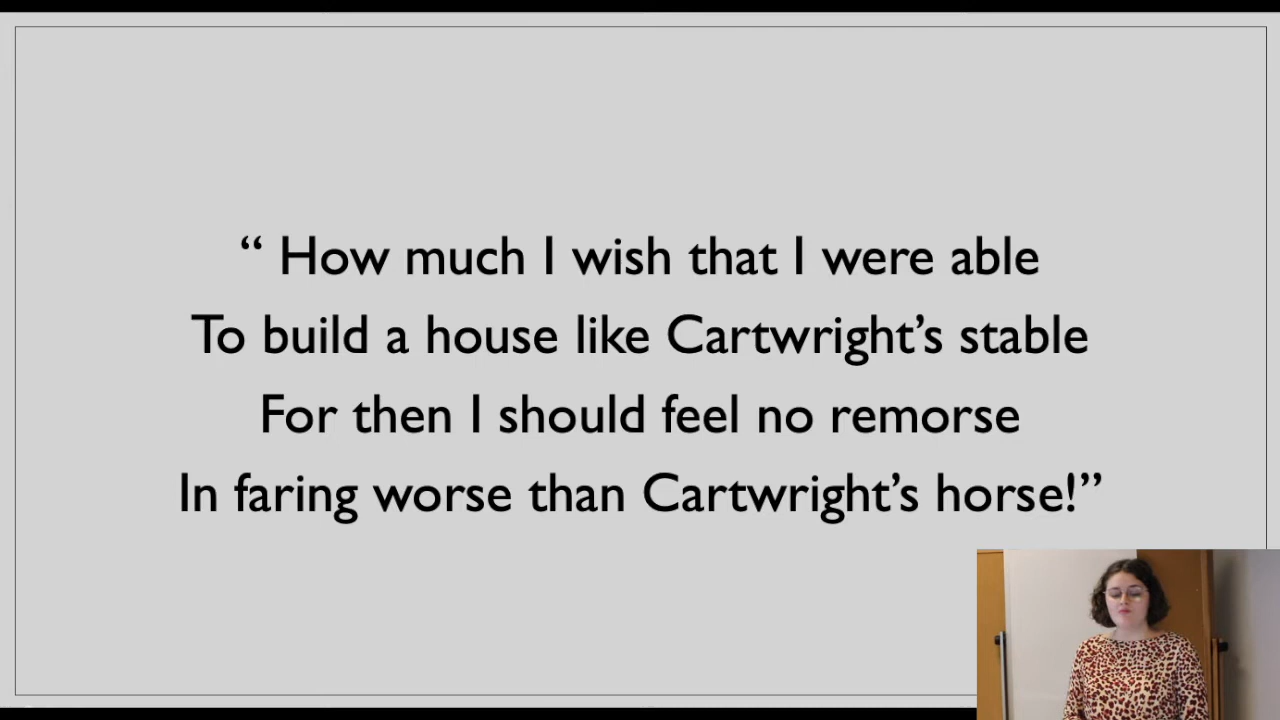 “ How much I wish that I were able
To build a house like Cartwright’s stable
For then I should feel no remorse
In faring worse than Cartwright’s horse!”